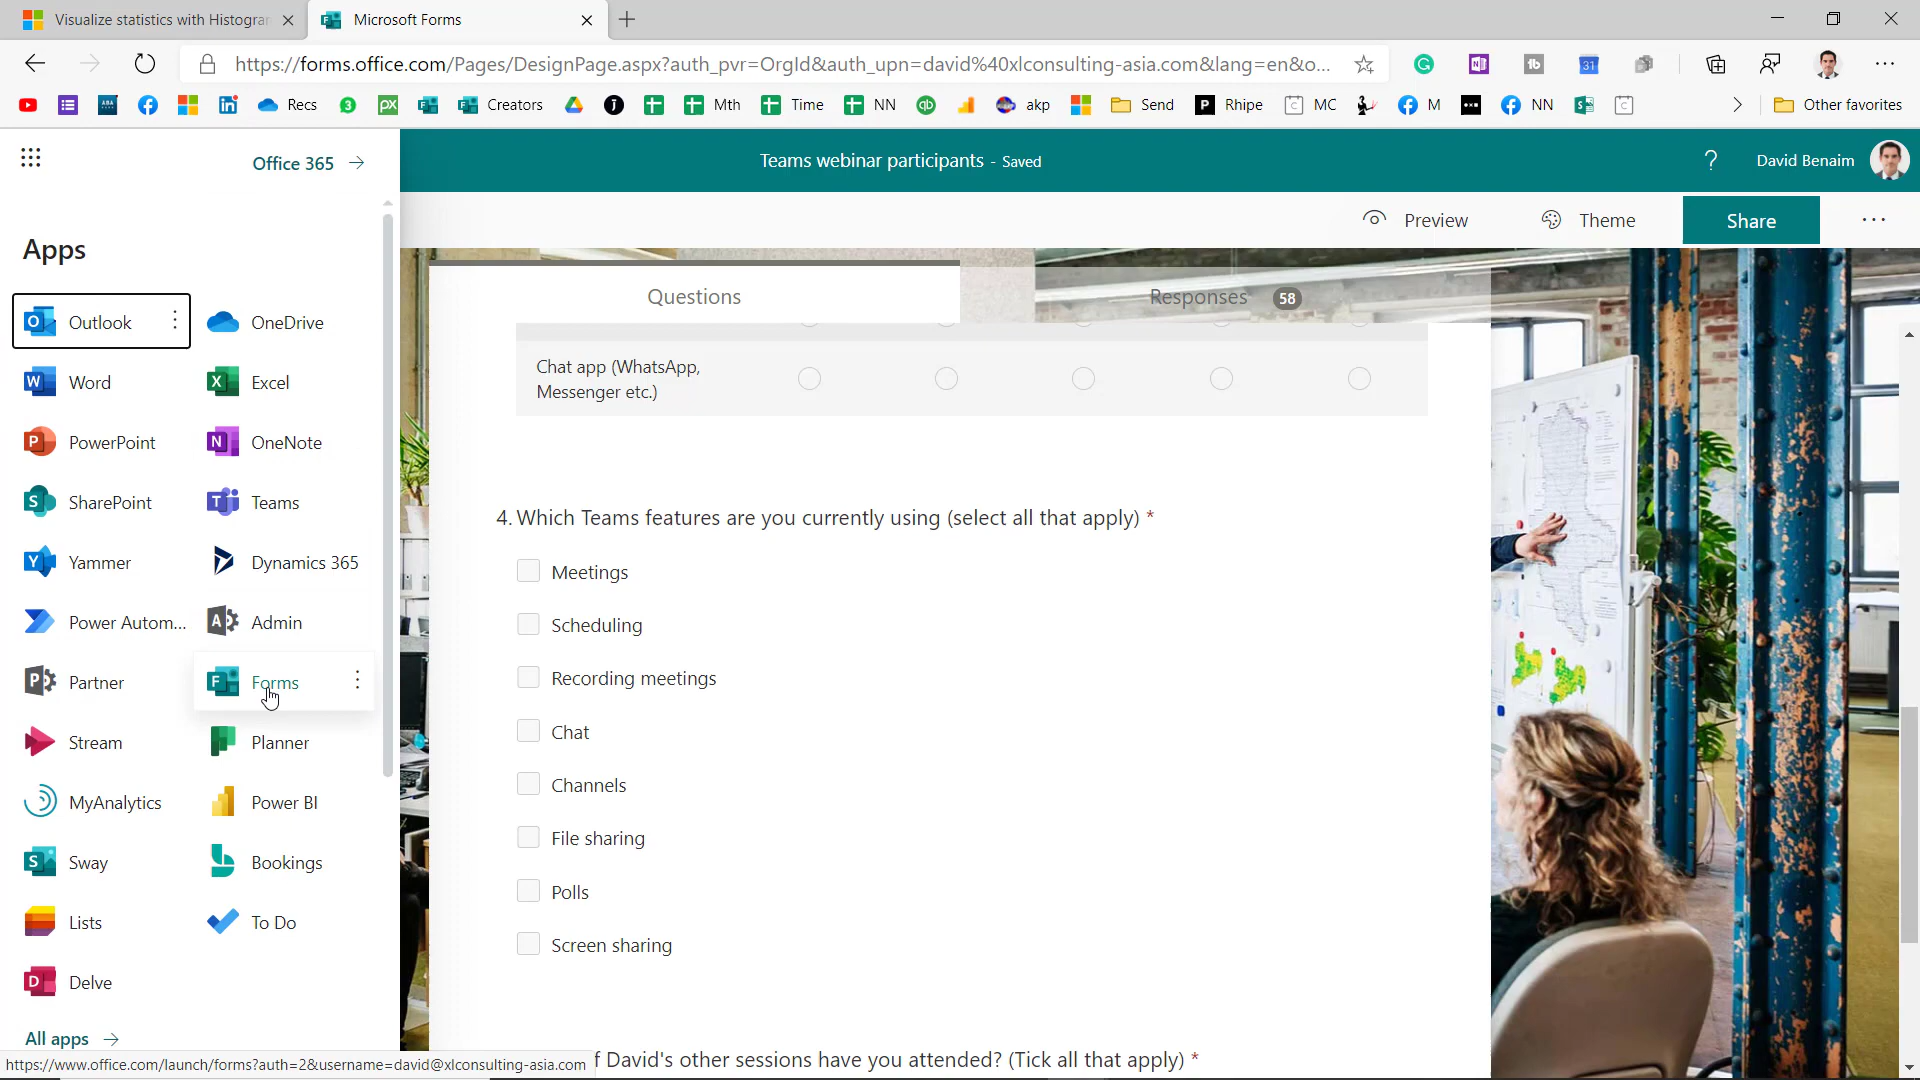 Visualize statistics with Histogra
Microsoft Forms
https://forms.office.com/Pages/DesignPage.aspx?auth_pvr=OrgId&auth_upn=david%40xlconsulting-asia.com&lang=en&o...
Recs
Creators
Mth
Time
NN
akp
Send
Rhipe
MC
M
NN
Other favorites
Office 365
Teams webinar participants - Saved
David Benaim
Preview
Theme
Share
Apps
Questions
Responses 58
Outlook
OneDrive
Word
Excel
PowerPoint
OneNote
SharePoint
Teams
Yammer
Dynamics 365
Power Autom...
Admin
Partner
Forms
Stream
Planner
MyAnalytics
Power BI
Sway
Bookings
Lists
To Do
Delve
All apps
Chat app (WhatsApp,
Messenger etc.)
4. Which Teams features are you currently using (select all that apply) *
Meetings
Scheduling
Recording meetings
Chat
Channels
File sharing
Polls
Screen sharing
f David's other sessions have you attended? (Tick all that apply) *
https://www.office.com/launch/forms?auth=2&username=david@xlconsulting-asia.com